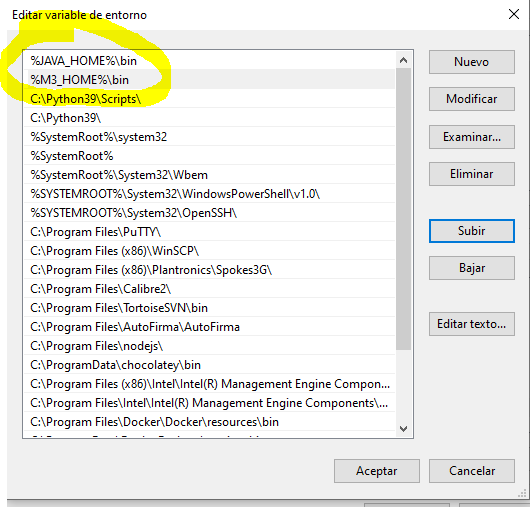 Editar variable de entorno
%JAVA_HOME%\bin
%M3_HOME%\bin
C:\Python39\Scripts\
C:\Python39\
%SystemRoot%\system32
%SystemRoot%
%SystemRoot%\System32\Wbem
%SYSTEMROOT%\System32\WindowsPowerShell\v1.0\
%SYSTEMROOT%\System32\OpenSSH\
C:\Program Files\PuTTY\
C:\Program Files (x86)\WinSCP\
C:\Program Files (x86)\Plantronics\Spokes3G\
C:\Program Files\Calibre2\
C:\Program Files\TortoiseSVN\bin
C:\Program Files\AutoFirma\AutoFirma
C:\Program Files\nodejs\
C:\ProgramData\chocolatey\bin
C:\Program Files (x86)\Intel\Intel(R) Management Engine Compon...
C:\Program Files\Intel\Intel(R) Management Engine Components\...
C:\Program Files\Docker\Docker\resources\bin
Nuevo
Modificar
Examinar...
Eliminar
Subir
Bajar
Editar texto...
Aceptar
Cancelar